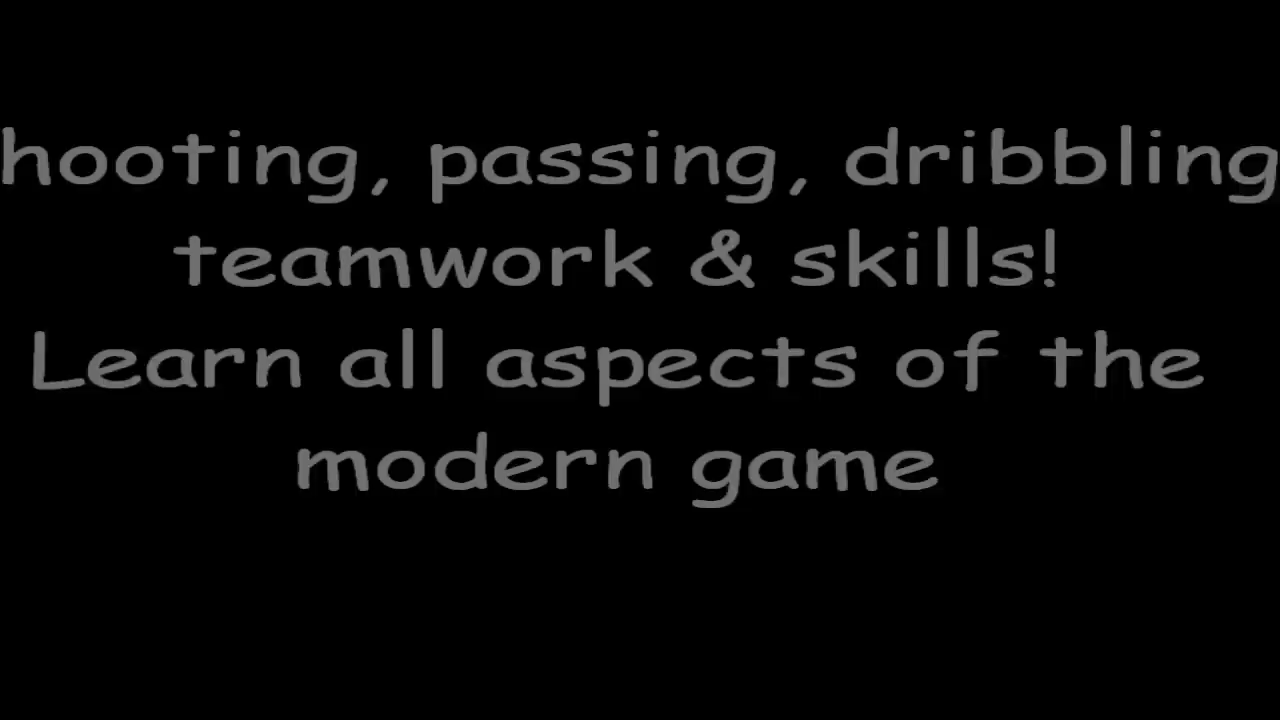 hooting, passing, dribbling
teamwork & skills!
Learn all aspects of the
modern game